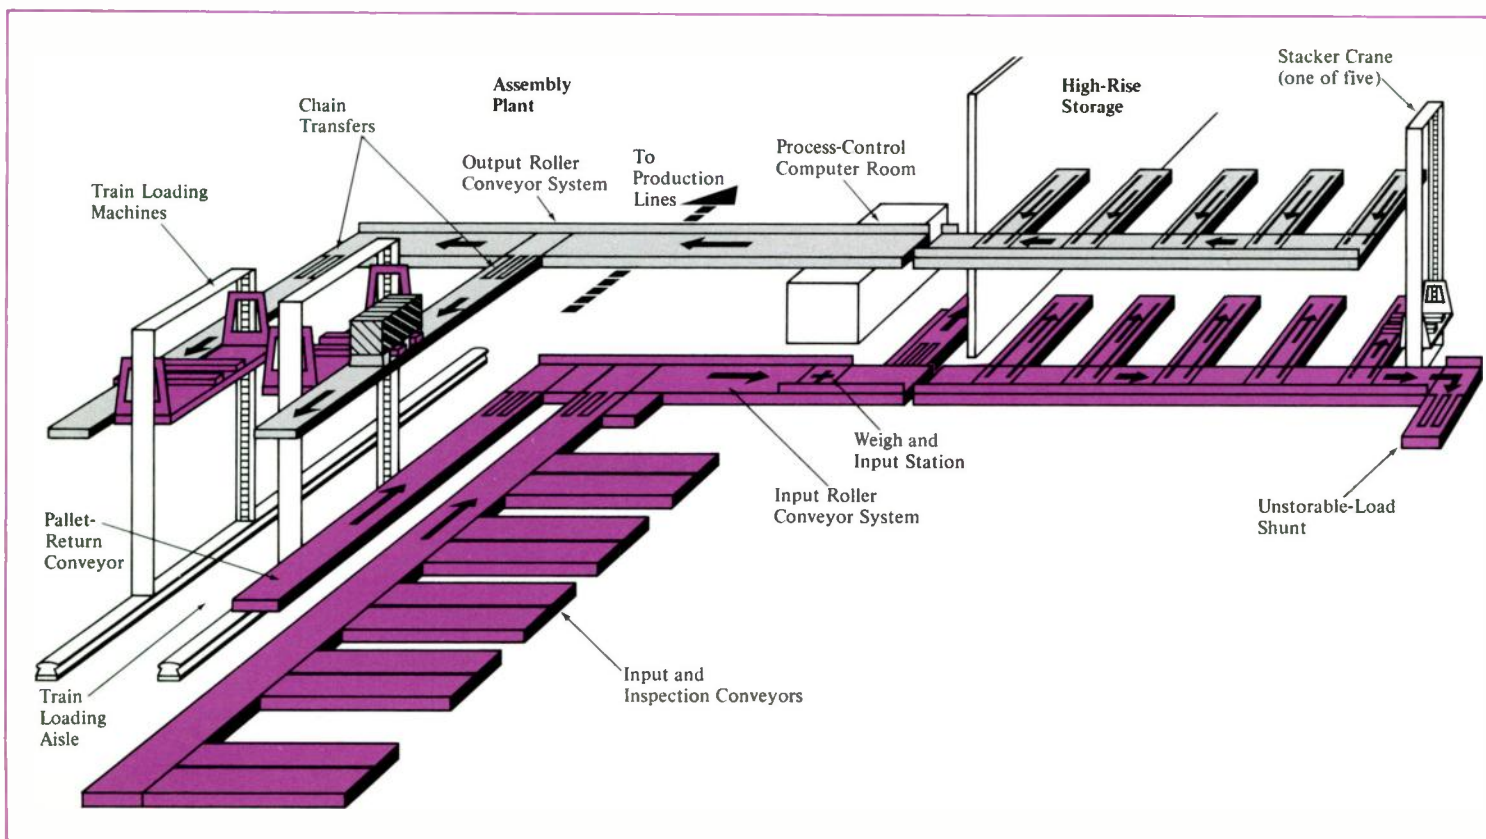 Assembly
Plant
High-Rise
Storage
Stacker Crane
(one of five)
Chain
Transfers
Output Roller
Conveyor System
To
Production
Lines
Process-Control
Computer Room
Train Loading
Machines
Weigh and
Input Station
Input Roller
Conveyor System
Unstorable-Load
Shunt
Pallet-
Return
Conveyor
Input and
Inspection Conveyors
Train
Loading
Aisle